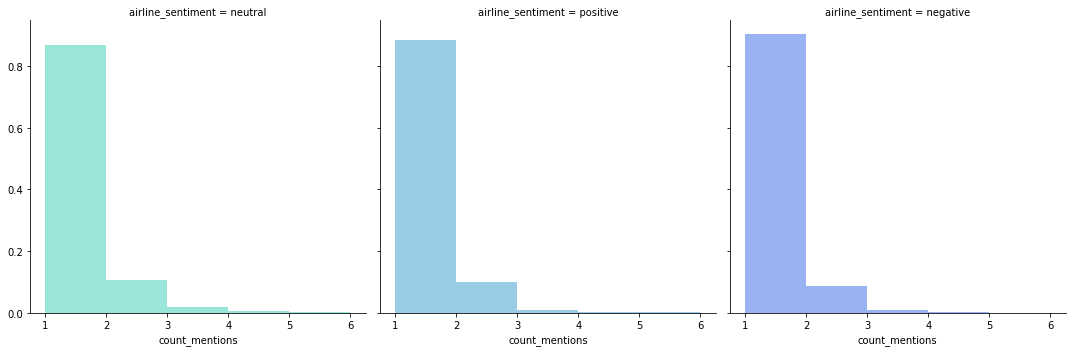 airline_sentiment = neutral
airline_sentiment = positive
airline_sentiment = negative
0.8
0.6
0.4
0.2
0.0
1 2 3 4 5 6
1 2 3 4 5 6
1 2 3 4 5 6
count_mentions
count_mentions
count_mentions